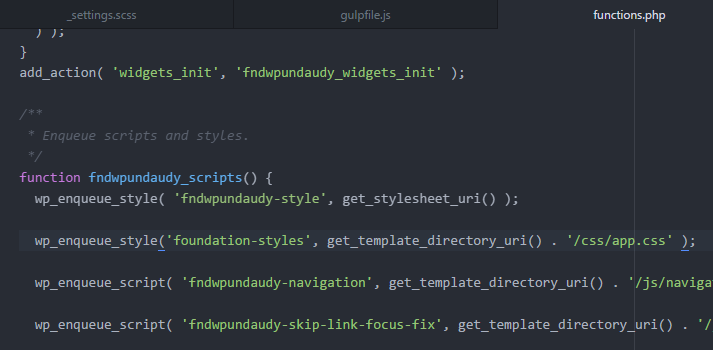 _settings.scss
gulpfile.js
functions.php
) );
}
add_action( 'widgets_init', 'fndwpundaudy_widgets_init' );
/**
* Enqueue scripts and styles.
*/
function fndwpundaudy_scripts() {
wp_enqueue_style( 'fndwpundaudy-style', get_stylesheet_uri() );
wp_enqueue_style('foundation-styles', get_template_directory_uri() . '/css/app.css' );
wp_enqueue_script( 'fndwpundaudy-navigation', get_template_directory_uri() . '/js/naviga
wp_enqueue_script( 'fndwpundaudy-skip-link-focus-fix', get_template_directory_uri() . '/